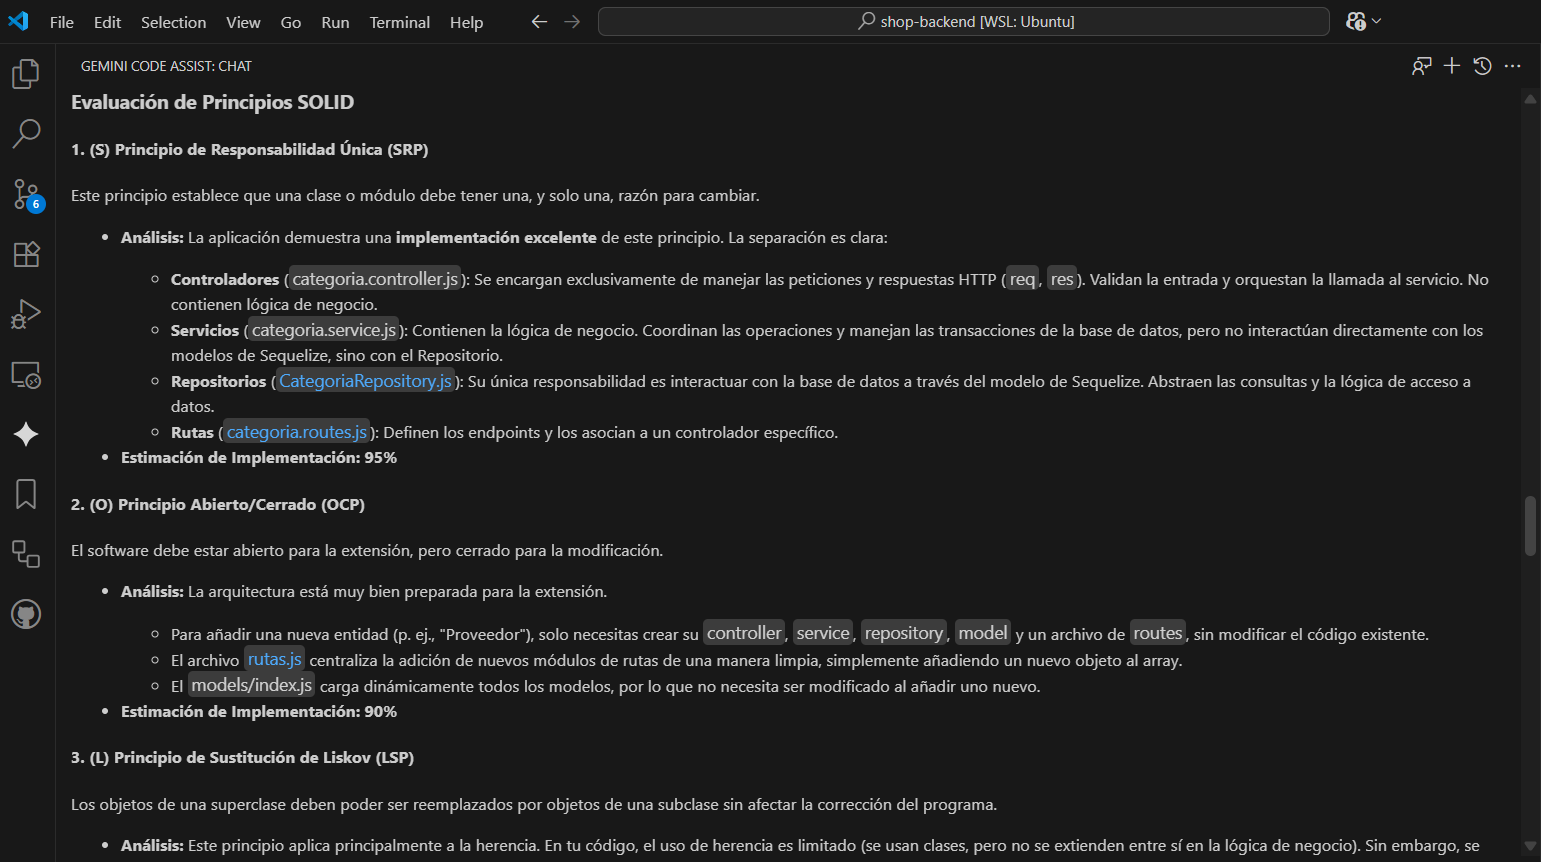 File Edit Selection View Go Run Terminal Help
shop-backend [WSL: Ubuntu]
GEMINI CODE ASSIST: CHAT
Evaluación de Principios SOLID
1. (S) Principio de Responsabilidad Única (SRP)
Este principio establece que una clase o módulo debe tener una, y solo una, razón para cambiar.
Análisis: La aplicación demuestra una implementación excelente de este principio. La separación es clara:
Controladores (categoria.controller.js): Se encargan exclusivamente de manejar las peticiones y respuestas HTTP (req, res). Validan la entrada y orquestan la llamada al servicio. No
contienen lógica de negocio.
Servicios (categoria.service.js): Contienen la lógica de negocio. Coordinan las operaciones y manejan las transacciones de la base de datos, pero no interactúan directamente con los
modelos de Sequelize, sino con el Repositorio.
6
Repositorios (CategoriaRepository.js): Su única responsabilidad es interactuar con la base de datos a través del modelo de Sequelize. Abstraen las consultas y la lógica de acceso a
datos.
Rutas (categoria.routes.js): Definen los endpoints y los asocian a un controlador específico.
Estimación de Implementación: 95%
2. (O) Principio Abierto/Cerrado (OCP)
El software debe estar abierto para la extensión, pero cerrado para la modificación.
Análisis: La arquitectura está muy bien preparada para la extensión.
Para añadir una nueva entidad (p. ej., "Proveedor"), solo necesitas crear su controller, service, repository, model y un archivo de routes, sin modificar el código existente.
El archivo rutas.js centraliza la adición de nuevos módulos de rutas de una manera limpia, simplemente añadiendo un nuevo objeto al array.
El models/index.js carga dinámicamente todos los modelos, por lo que no necesita ser modificado al añadir uno nuevo.
Estimación de Implementación: 90%
3. (L) Principio de Sustitución de Liskov (LSP)
Los objetos de una superclase deben poder ser reemplazados por objetos de una subclase sin afectar la corrección del programa.
Análisis: Este principio aplica principalmente a la herencia. En tu código, el uso de herencia es limitado (se usan clases, pero no se extienden entre sí en la lógica de negocio). Sin embargo, se